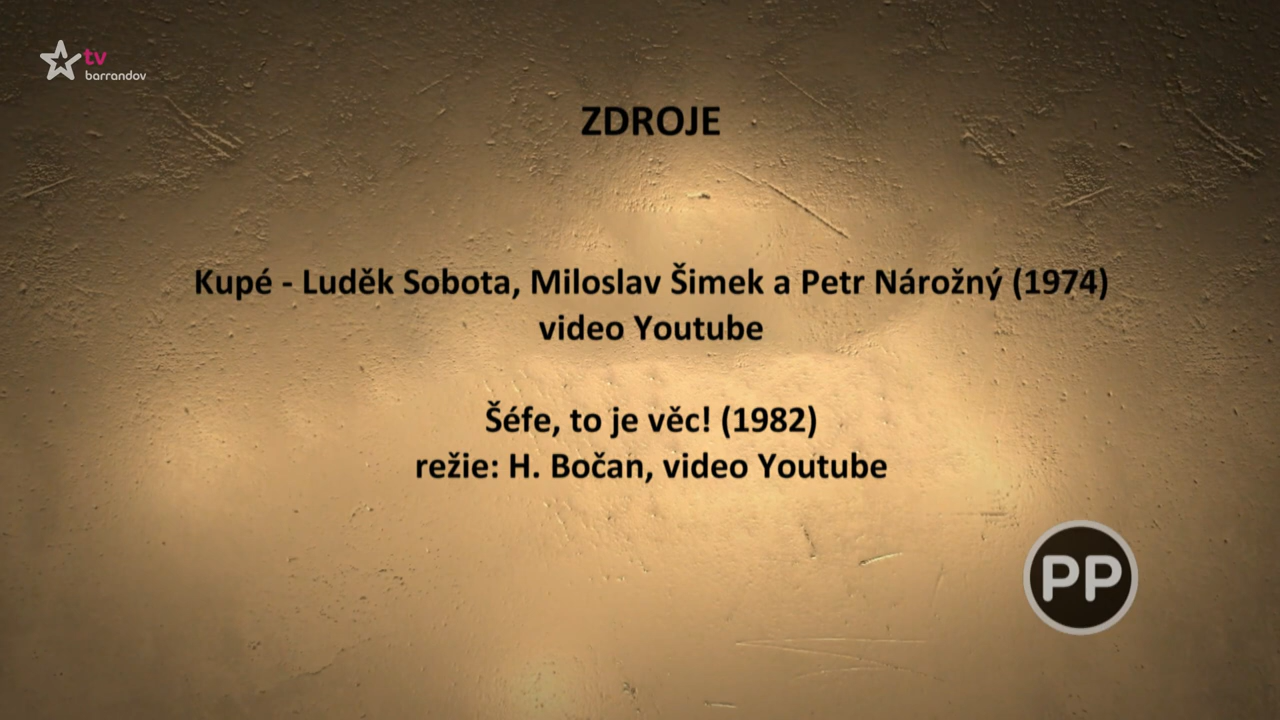 tv
barrandov
ZDROJE
Kupé - Luděk Sobota, Miloslav Šimek a Petr Nárožný (1974)
video Youtube
Šéfe, to je věc! (1982)
režie: H. Bočan, video Youtube
PP